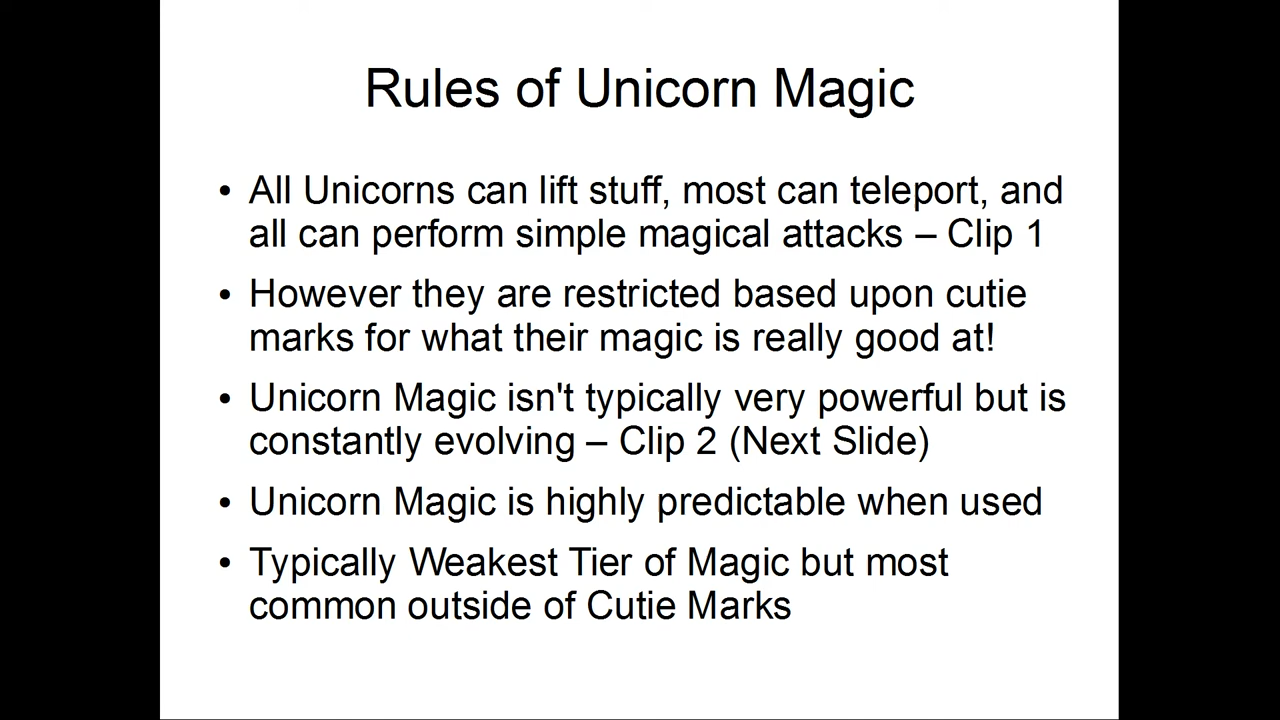 Rules of Unicorn Magic
• All Unicorns can lift stuff, most can teleport, and
all can perform simple magical attacks – Clip 1
• However they are restricted based upon cutie
marks for what their magic is really good at!
• Unicorn Magic isn't typically very powerful but is
constantly evolving – Clip 2 (Next Slide)
• Unicorn Magic is highly predictable when used
• Typically Weakest Tier of Magic but most
common outside of Cutie Marks